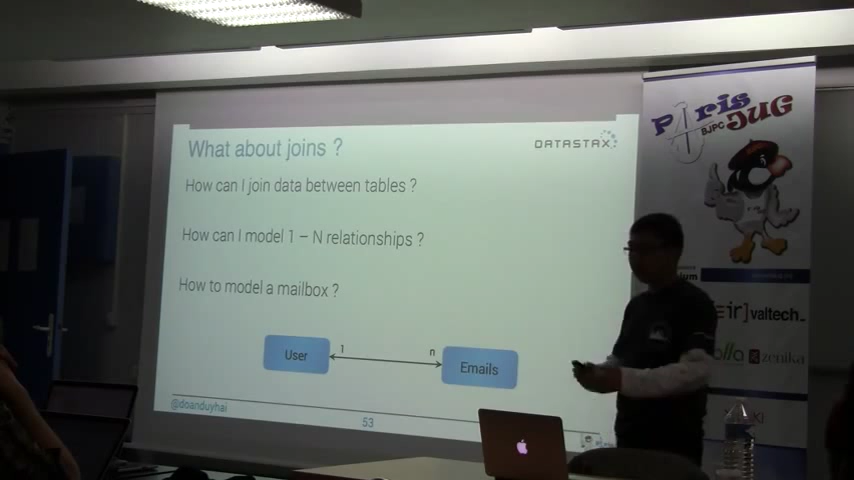 What about joins ?
DATASTAX
How can I join data between tables ?
How can I model 1 – N relationships ?
How to model a mailbox ?
User
1
n
Emails
@doanduyhai
53
Paris
BJPC
JUG
valtech_
zenika